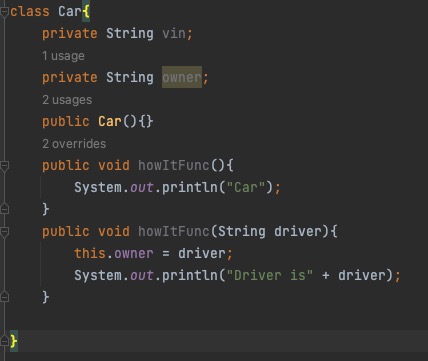 class Car{
    private String vin;
    1 usage
    private String owner;
    2 usages
    public Car(){}
    2 overrides
    public void howItFunc(){
        System.out.println("Car");
    }
    public void howItFunc(String driver){
        this.owner = driver;
        System.out.println("Driver is" + driver);
    }
}